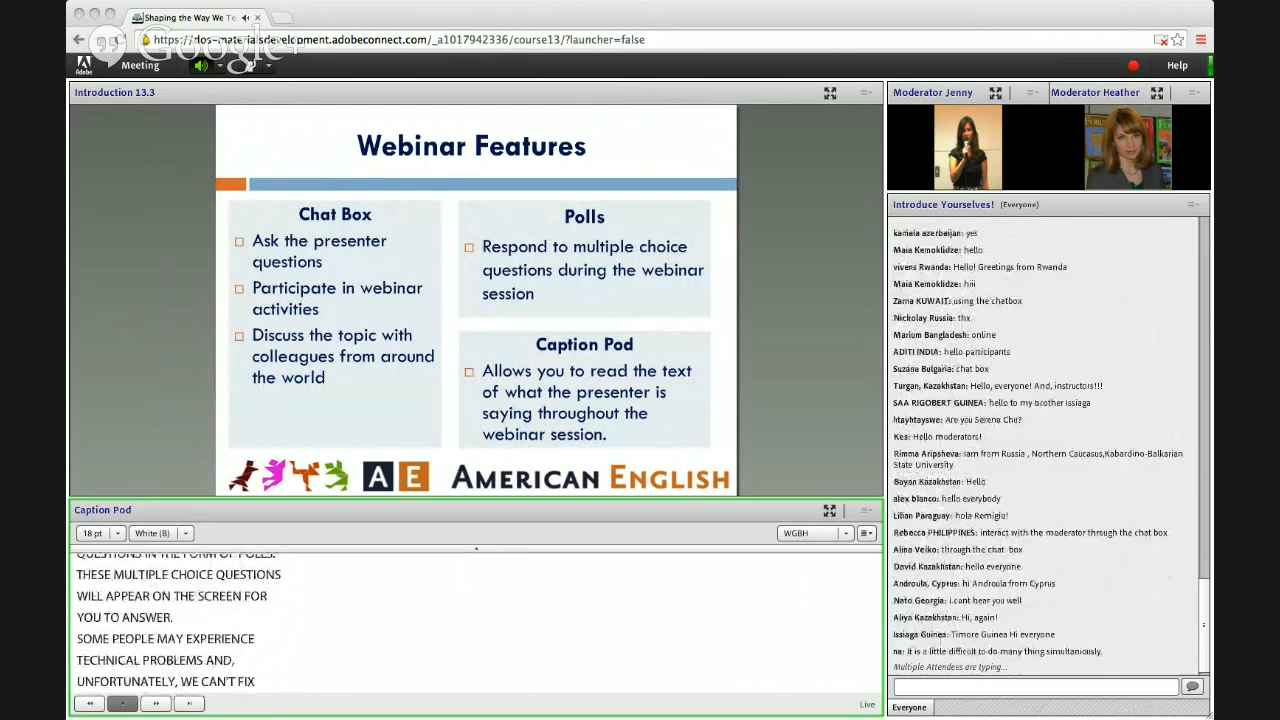 Shaping the Way We Te
Google+
https://dos-materialsdevelopment.adobeconnect.com/_a1017942336/course13/?launcher=false
Adobe
Meeting
Help
Introduction 13.3
Webinar Features
Chat Box
Ask the presenter
questions
Participate in webinar
activities
Discuss the topic with
colleagues from around
the world
Polls
Respond to multiple choice
questions during the webinar
session
Caption Pod
Allows you to read the text
of what the presenter is
saying throughout the
webinar session.
AE AMERICAN ENGLISH
Caption Pod
18 pt
White (B)
WGBH
QUESTIONS IN THE FORM OF POLLS.
THESE MULTIPLE CHOICE QUESTIONS
WILL APPEAR ON THE SCREEN FOR
YOU TO ANSWER.
SOME PEOPLE MAY EXPERIENCE
TECHNICAL PROBLEMS AND,
UNFORTUNATELY, WE CAN'T FIX
Live
Moderator Jenny
Moderator Heather
Introduce Yourselves! (Everyone)
kamala azerbaijan: yes
Maia Kemoklidze: hello
vivens Rwanda: Hello! Greetings from Rwanda
Maia Kemoklidze: hiii
Zarna KUWAIT: using the chatbox
Nickolay Russia: thx
Marium Bangladesh: online
ADITI INDIA: hello participants
Suzana Bulgaria: chat box
Turgan, Kazakhstan: Hello, everyone! And, instructors!!!
SAA RIGOBERT GUINEA: hello to my brother Issiaga
htayhtayswe: Are you Serena Chu?
Kes: Hello moderators!
Rimma Aripsheva: iam from Russia , Northern Caucasus,Kabardino-Balkarian
State University
Bayan Kazakhstan: Hello
alex blanco: hello everybody
Lilian Paraguay: hola Remigio!
Rebecca PHILIPPINES: interact with the moderator through the chat box
Alina Veiko: through the chat box
David Kazakhstan: hello everyone
Androula, Cyprus: hi Androula from Cyprus
Nato Georgia: i cant hear you well
Aliya Kazakhstan: Hi, again!
Issiaga Guinea: Timore Guinea Hi everyone
na: It is a little difficult to do many thing simultaniously.
Multiple Attendees are typing...
Everyone